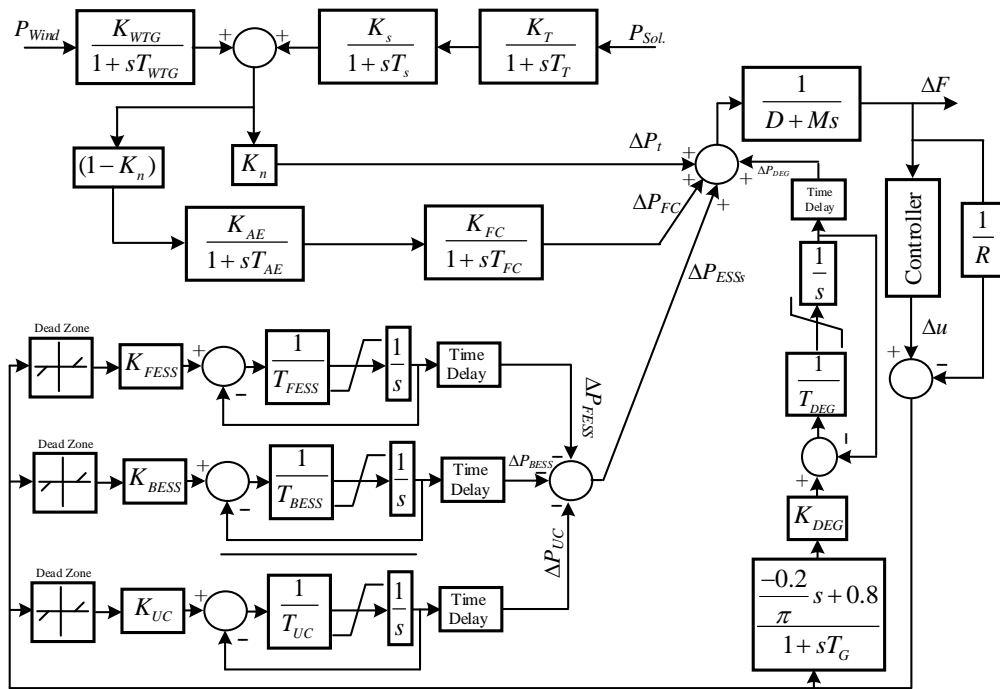 P_Wind
K_WTG
1 + sT_WTG
+
+
K_s
1 + sT_s
K_T
1 + sT_T
P_Sol.
(1 − K_n)
K_n
ΔP_t
+
+
+
+
+
1
D + Ms
ΔF
K_AE
1 + sT_AE
K_FC
1 + sT_FC
ΔP_FC
ΔP_ESSs
ΔP_DEG
Time
Delay
1
s
1
T_DEG
-
+
K_DEG
-0.2
π
s + 0.8
1 + sT_G
Controller
1
R
Δu
+
-
Dead Zone
K_FESS
+
-
1
T_FESS
1
s
Time
Delay
ΔP_FESS
Dead Zone
K_BESS
+
-
1
T_BESS
1
s
Time
Delay
ΔP_BESS
-
-
-
Dead Zone
K_UC
+
-
1
T_UC
1
s
Time
Delay
ΔP_UC